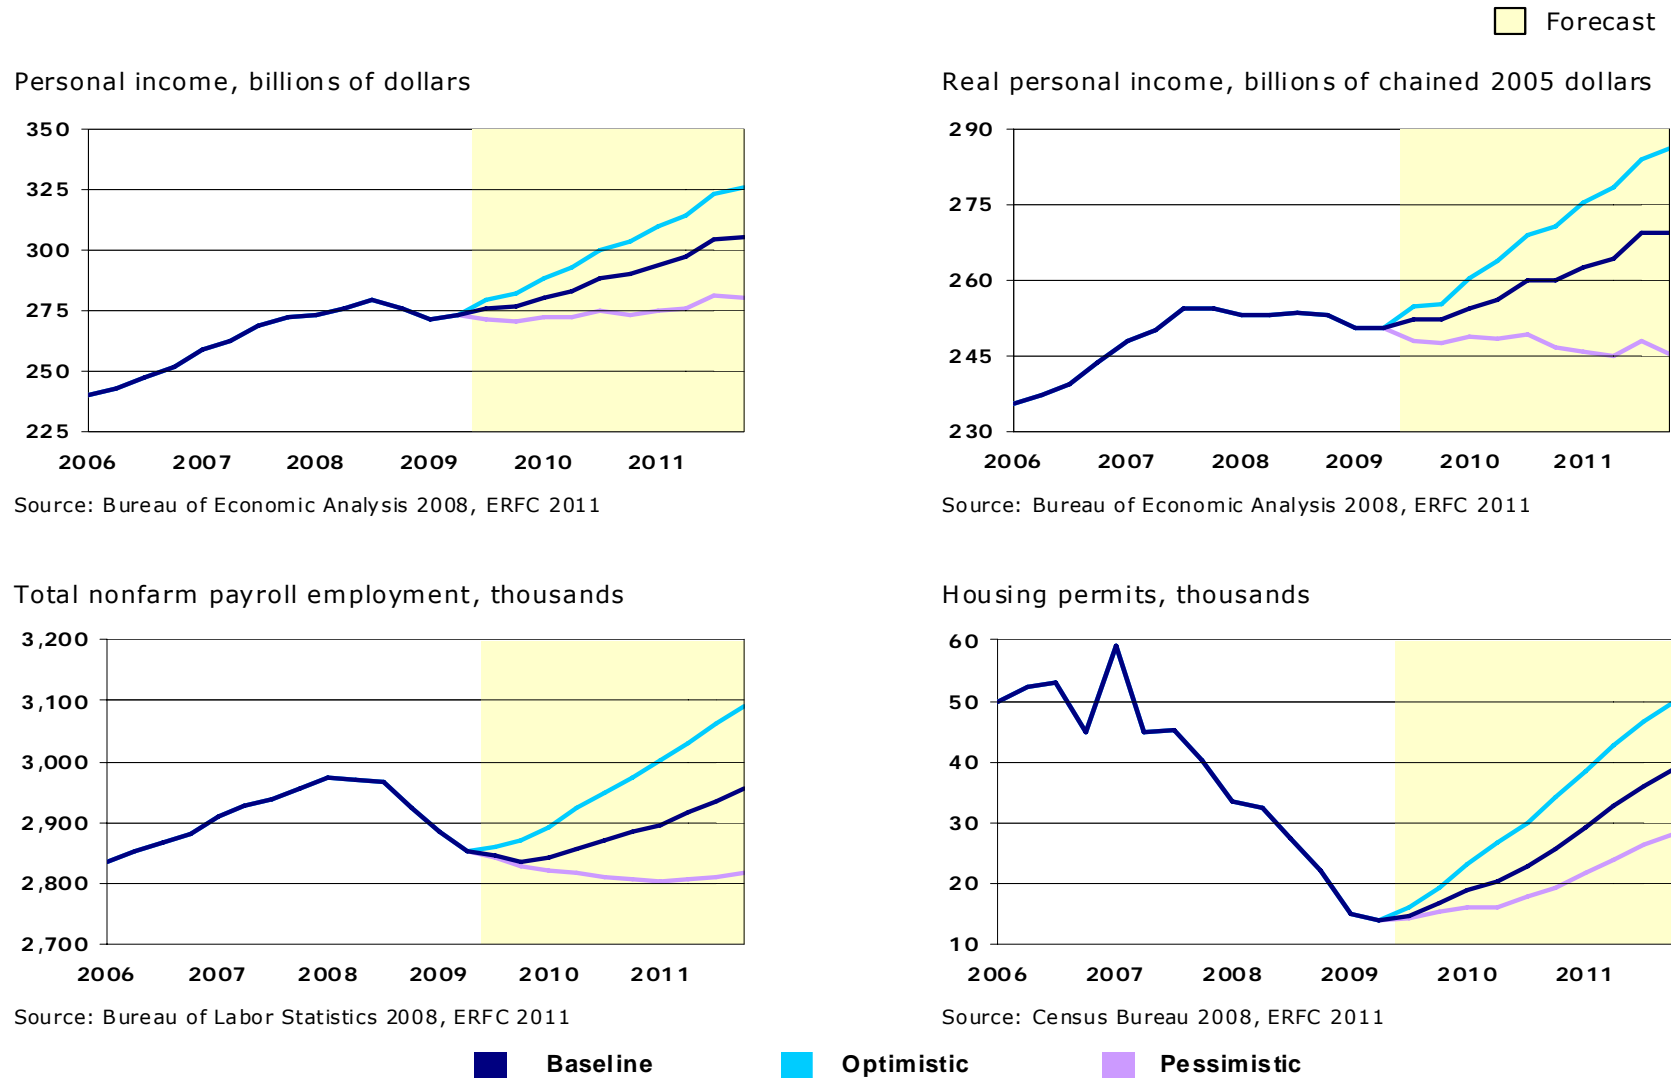 Forecast
Personal income, billions of dollars
350
325
300
275
250
225
2006 2007 2008 2009 2010 2011
Source: Bureau of Economic Analysis 2008, ERFC 2011
Real personal income, billions of chained 2005 dollars
290
275
260
245
230
2006 2007 2008 2009 2010 2011
Source: Bureau of Economic Analysis 2008, ERFC 2011
Total nonfarm payroll employment, thousands
3,200
3,100
3,000
2,900
2,800
2,700
2006 2007 2008 2009 2010 2011
Source: Bureau of Labor Statistics 2008, ERFC 2011
Housing permits, thousands
60
50
40
30
20
10
2006 2007 2008 2009 2010 2011
Source: Census Bureau 2008, ERFC 2011
Baseline Optimistic Pessimistic